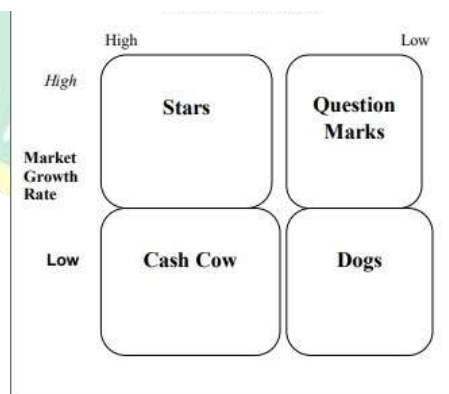 High Low
High
Stars
Question
Marks
Market
Growth
Rate
Low
Cash Cow
Dogs